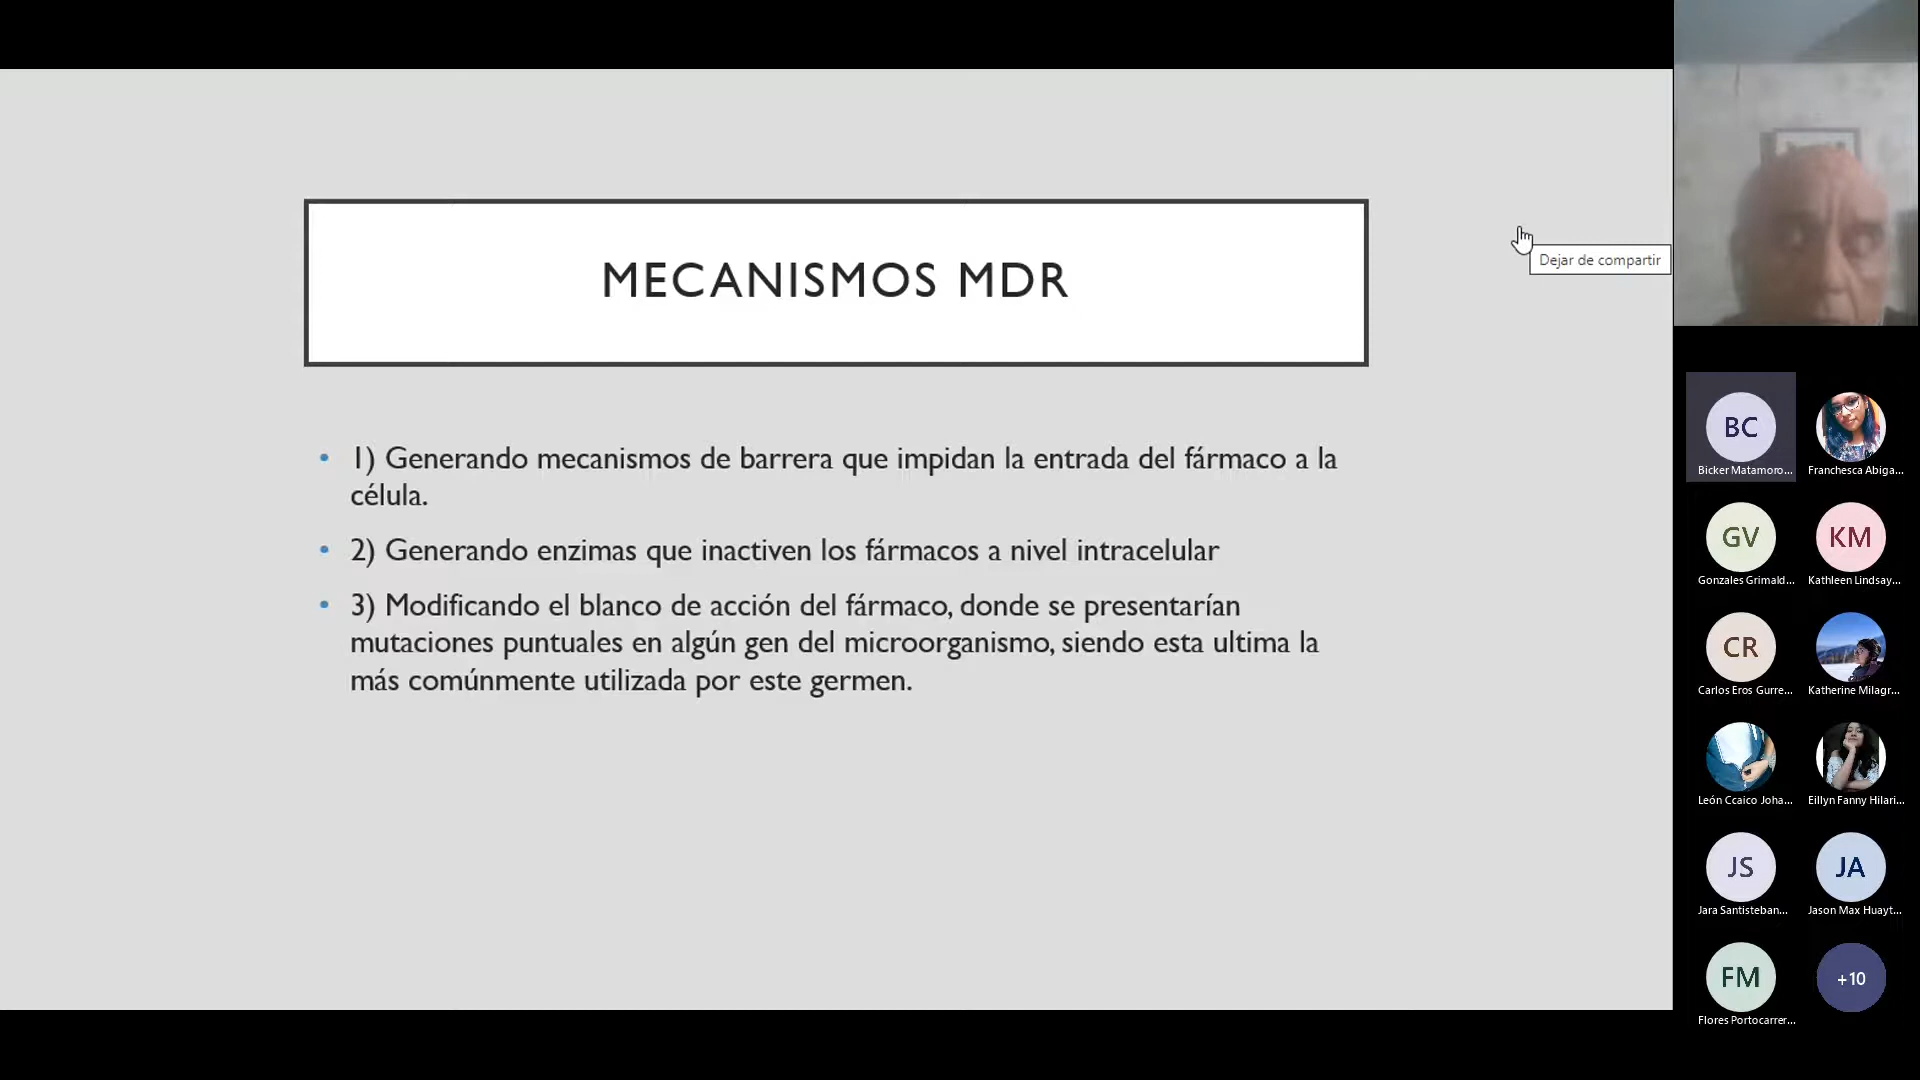 MECANISMOS MDR
Dejar de compartir
• 1) Generando mecanismos de barrera que impidan la entrada del fármaco a la
célula.
• 2) Generando enzimas que inactiven los fármacos a nivel intracelular
• 3) Modificando el blanco de acción del fármaco, donde se presentarían
mutaciones puntuales en algún gen del microorganismo, siendo esta ultima la
más comúnmente utilizada por este germen.
BC
Bicker Matamoro...
Franchesca Abiga...
GV
KM
Gonzales Grimald...
Kathleen Lindsay...
CR
Carlos Eros Gurre...
Katherine Milagr...
León Ccaico Joha...
Eillyn Fanny Hilari...
JS
JA
Jara Santisteban...
Jason Max Huayt...
FM
+10
Flores Portocarrer...